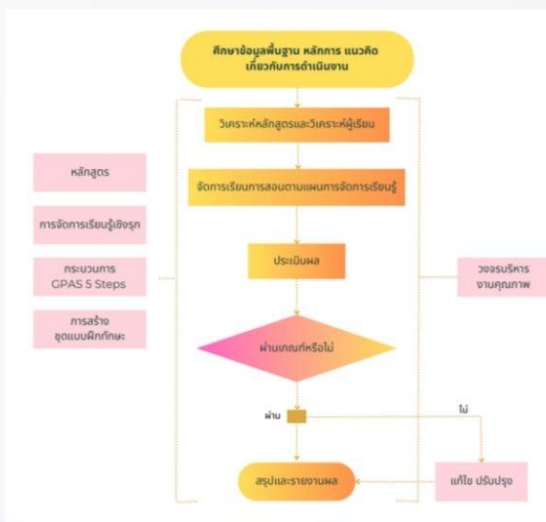 ศึกษาข้อมูลพื้นฐาน หลักการ แนวคิด
เกี่ยวกับการดำเนินงาน
วิเคราะห์หลักสูตรและวิเคราะห์ผู้เรียน
จัดการเรียนการสอนตามแผนการจัดการเรียนรู้
ประเมินผล
ผ่านเกณฑ์หรือไม่
ผ่าน
ไม่
สรุปและรายงานผล
แก้ไข ปรับปรุง
หลักสูตร
การจัดการเรียนรู้เชิงรุก
กระบวนการ
GPAS 5 Steps
การสร้าง
ชุดแบบฝึกทักษะ
วงจรบริหาร
งานคุณภาพ